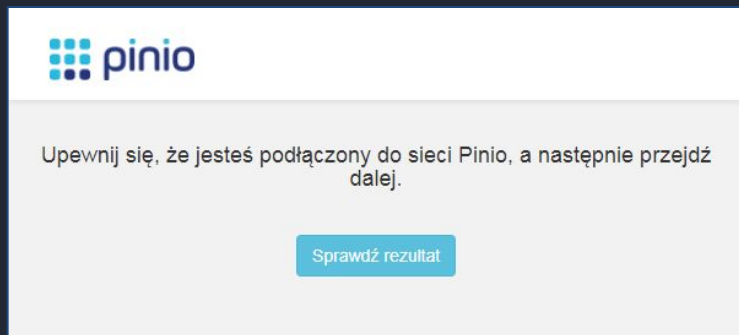 pinio
Upewnij się, że jesteś podłączony do sieci Pinio, a następnie przejdź
dalej.
Sprawdź rezultat